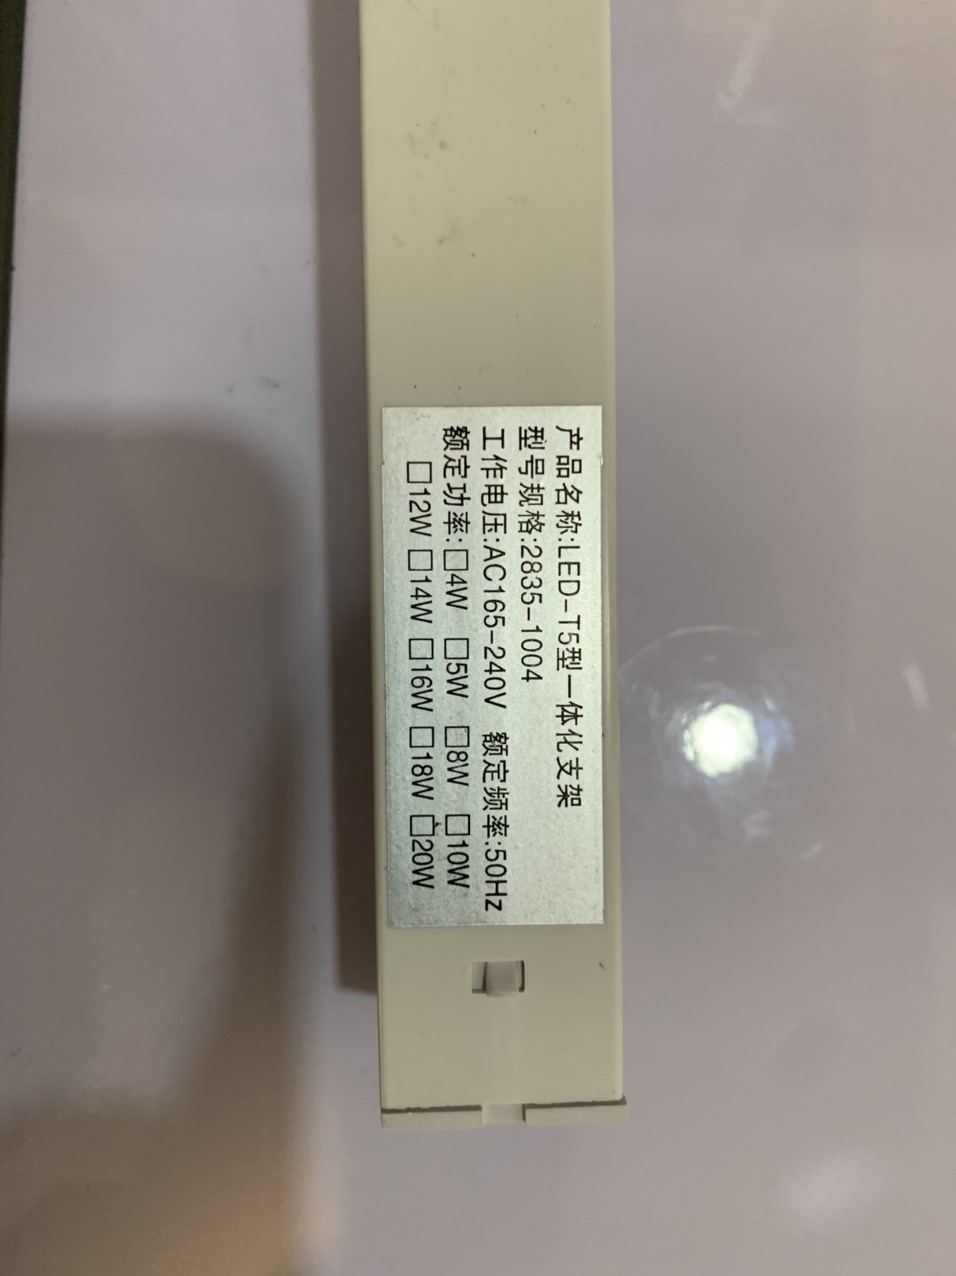 产品名称:LED-T5型一体化支架
型号规格:2835-1004
工作电压:AC165-240V 额定频率:50Hz
额定功率:□4W □5W □8W □10W
□12W □14W □16W □18W □20W